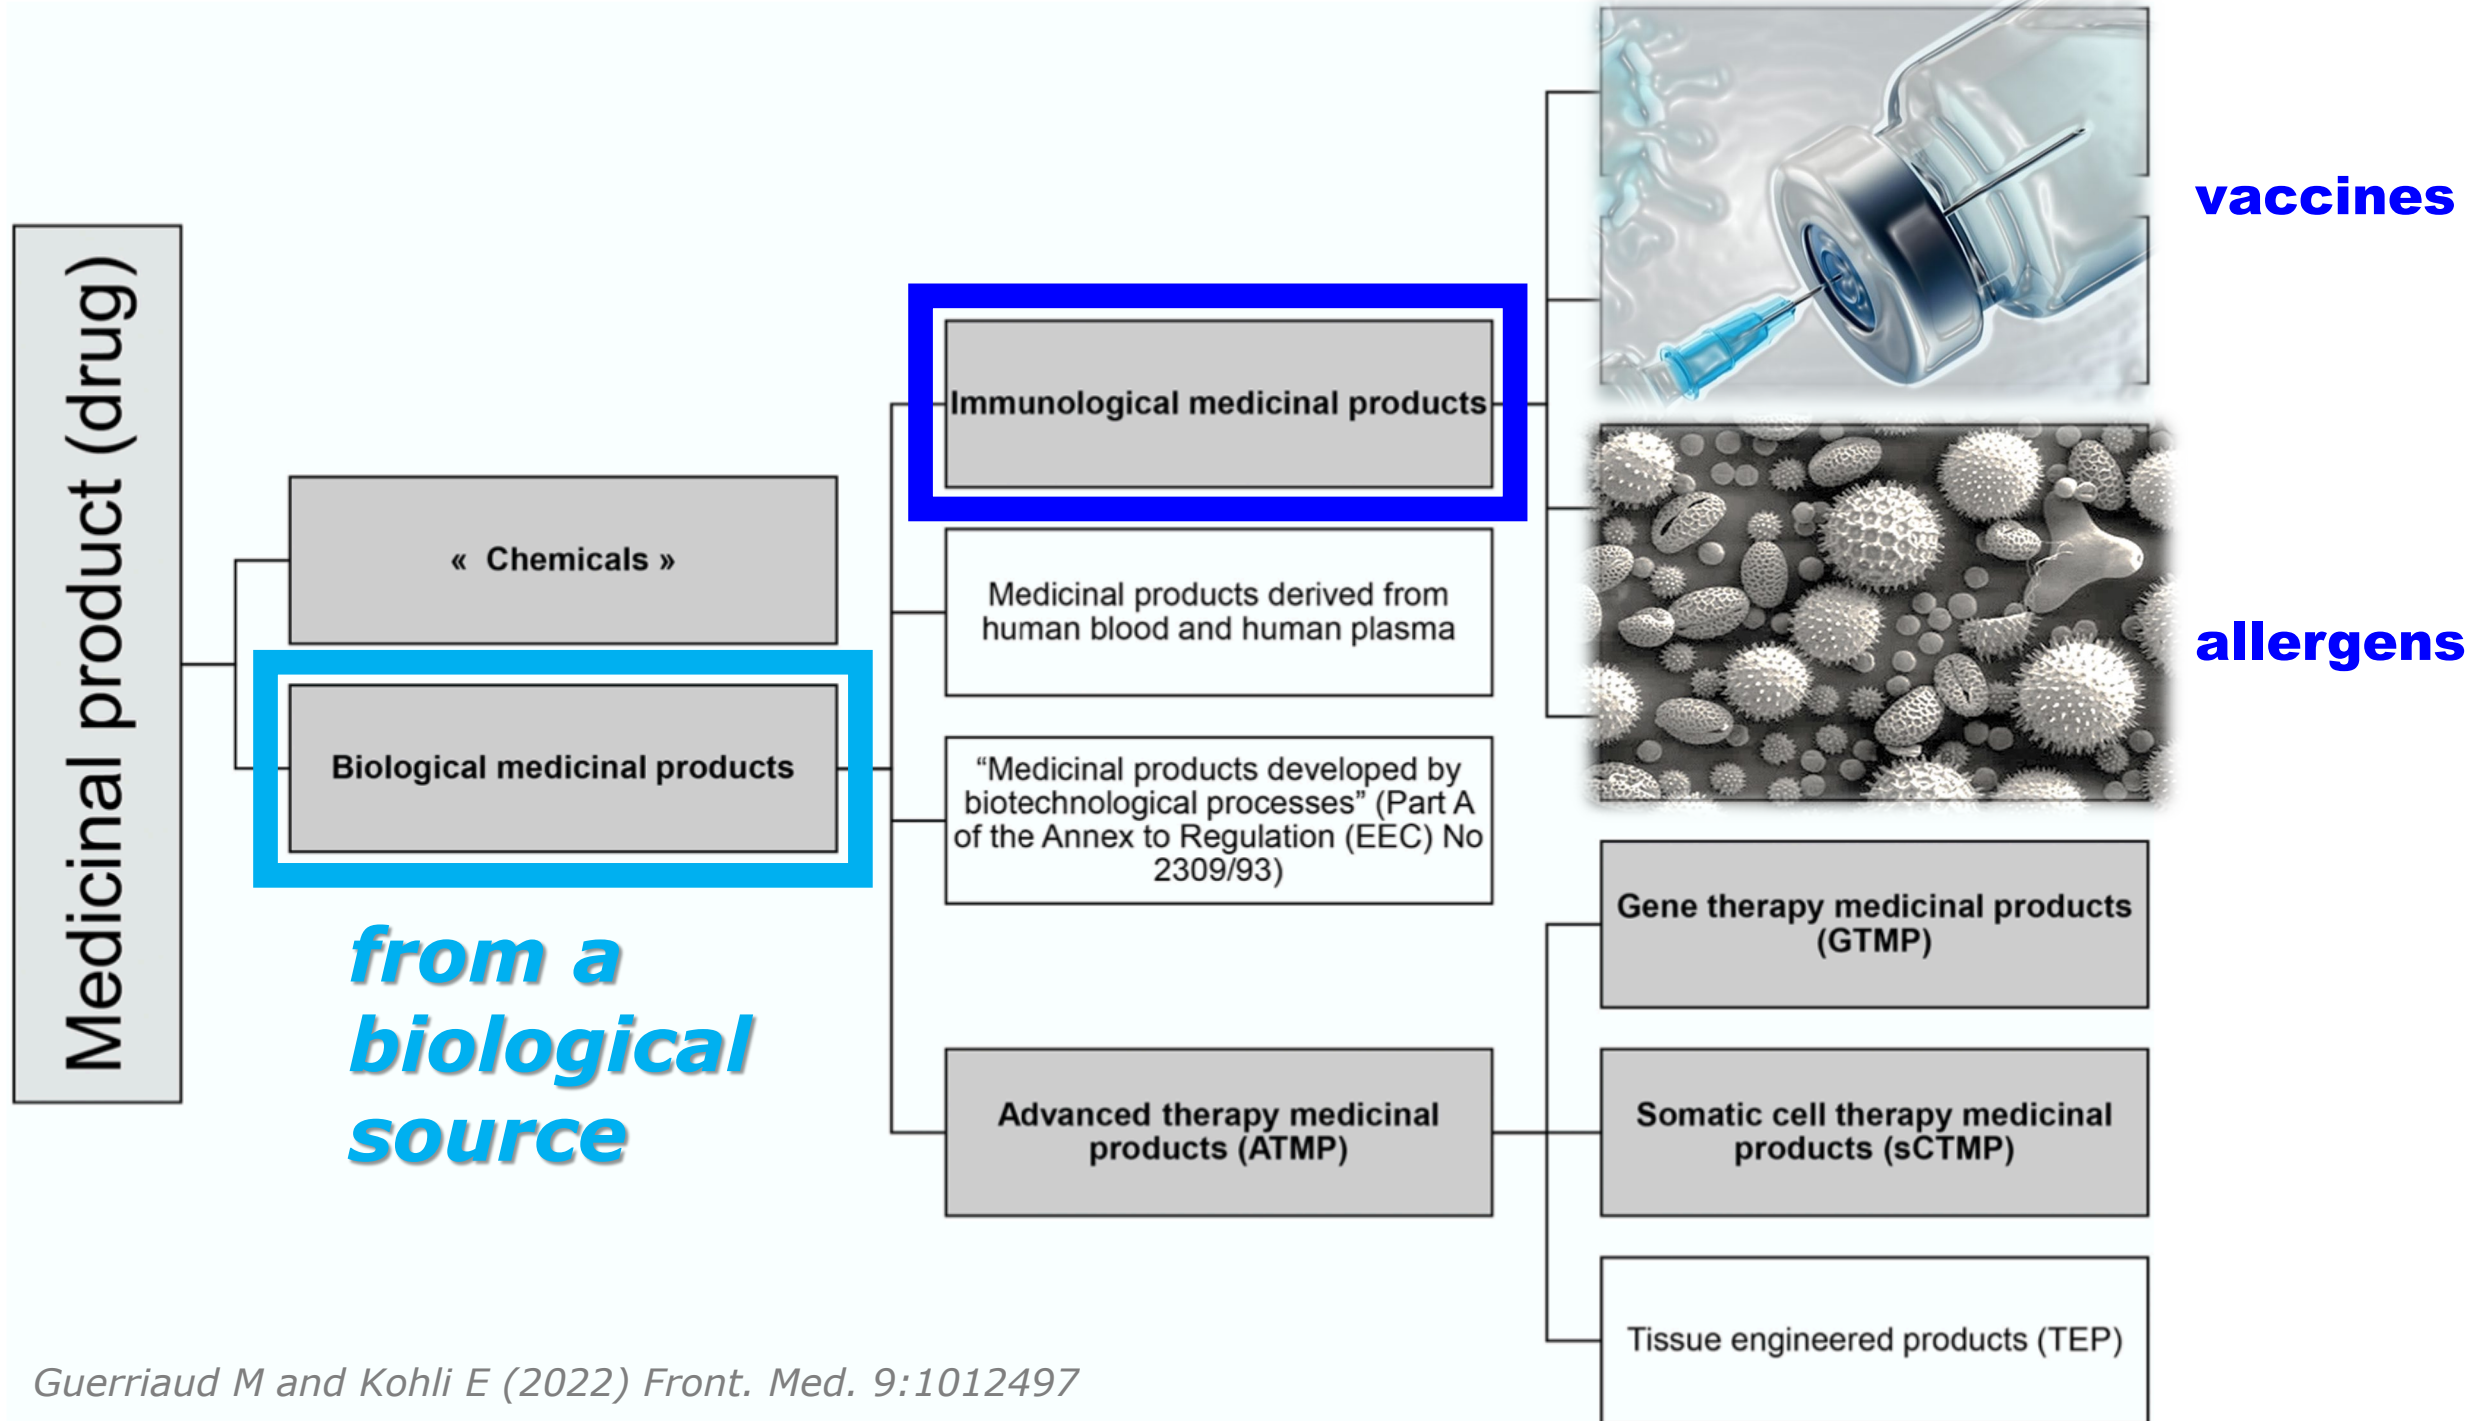 Medicinal product (drug)
« Chemicals »
Biological medicinal products
from a
biological
source
Immunological medicinal products
Medicinal products derived from
human blood and human plasma
“Medicinal products developed by
biotechnological processes” (Part A
of the Annex to Regulation (EEC) No
2309/93)
Advanced therapy medicinal
products (ATMP)
vaccines
allergens
Gene therapy medicinal products
(GTMP)
Somatic cell therapy medicinal
products (sCTMP)
Tissue engineered products (TEP)
Guerriaud M and Kohli E (2022) Front. Med. 9:1012497